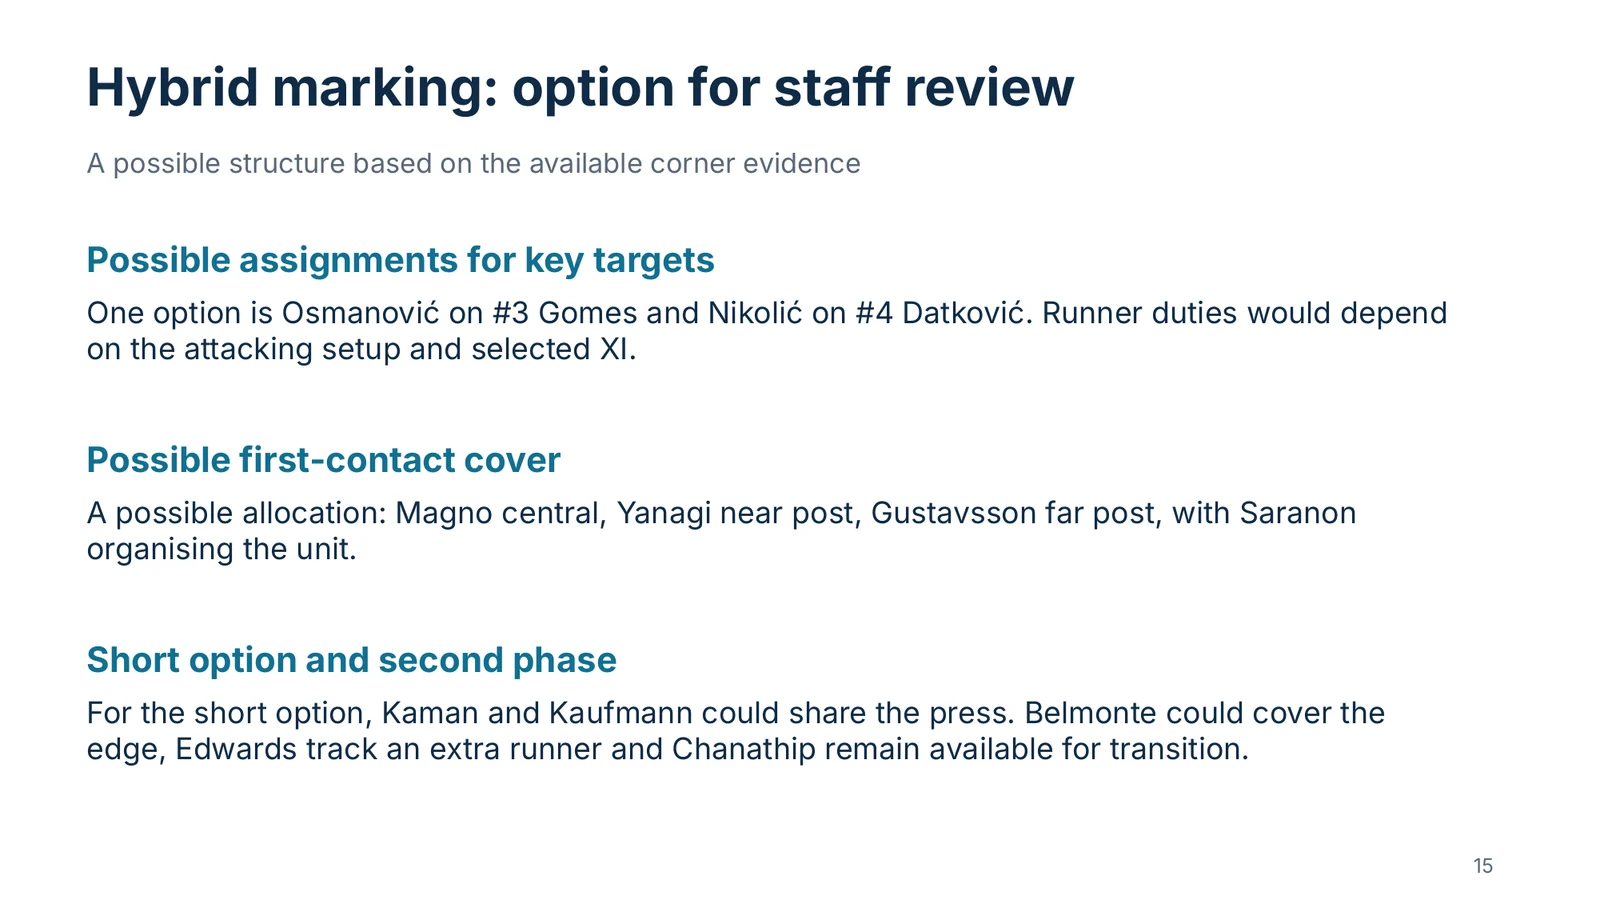 Hybrid marking: option for staff review
A possible structure based on the available corner evidence
Possible assignments for key targets
One option is Osmanović on #3 Gomes and Nikolić on #4 Datković. Runner duties would depend
on the attacking setup and selected XI.
Possible first-contact cover
A possible allocation: Magno central, Yanagi near post, Gustavsson far post, with Saranon
organising the unit.
Short option and second phase
For the short option, Kaman and Kaufmann could share the press. Belmonte could cover the
edge, Edwards track an extra runner and Chanathip remain available for transition.
15